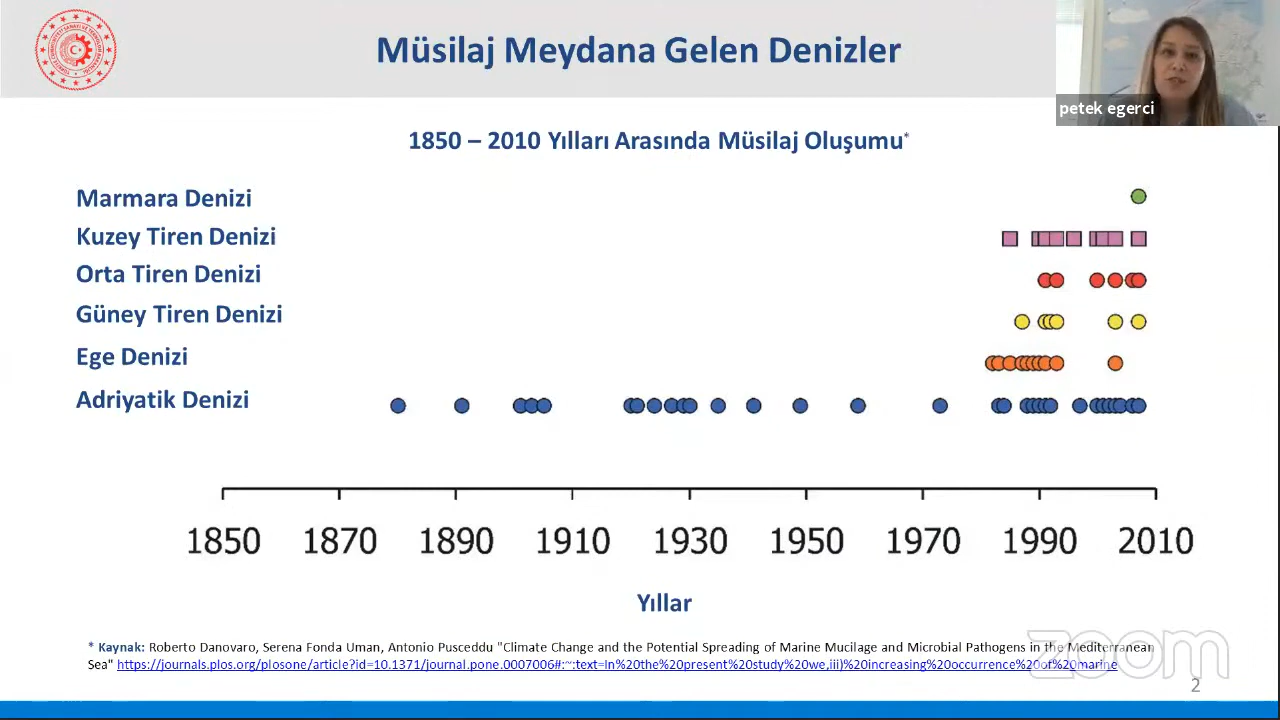 Müsilaj Meydana Gelen Denizler
petek egerci
1850 – 2010 Yılları Arasında Müsilaj Oluşumu*
Marmara Denizi
Kuzey Tiren Denizi
Orta Tiren Denizi
Güney Tiren Denizi
Ege Denizi
Adriyatik Denizi
1850 1870 1890 1910 1930 1950 1970 1990 2010
Yıllar
* Kaynak: Roberto Danovaro, Serena Fonda Uman, Antonio Pusceddu "Climate Change and the Potential Spreading of Marine Mucilage and Microbial Pathogens in the Mediterranean
Sea" https://journals.plos.org/plosone/article?id=10.1371/journal.pone.0007006#:~:text=In%20the%20present%20study%20we,iii)%20increasing%20occurrence%20of%20marine
zoom
2